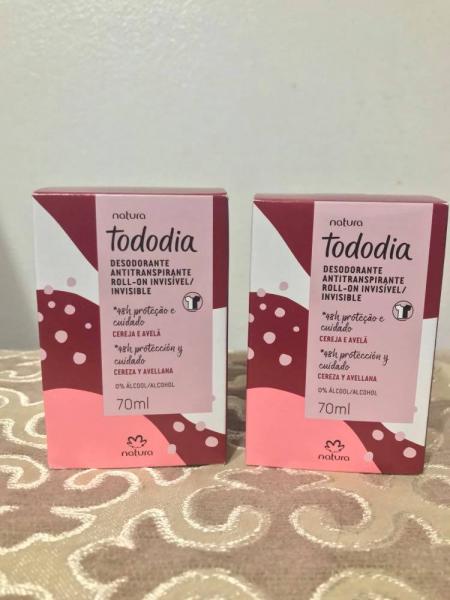 natura
Tododia
DESODORANTE
ANTITRANSPIRANTE
ROLL-ON INVISÍVEL/
INVISIBLE
*48h proteção e
cuidado
CEREJA E AVELÃ
*48h protección y
cuidado
CEREZA Y AVELLANA
0% ÁLCOOL/ALCOHOL
70ml
natura
natura
Tododia
DESODORANTE
ANTITRANSPIRANTE
ROLL-ON INVISÍVEL/
INVISIBLE
*48h proteção e
cuidado
CEREJA E AVELÃ
*48h protección y
cuidado
CEREZA Y AVELLANA
0% ÁLCOOL/ALCOHOL
70ml
natura